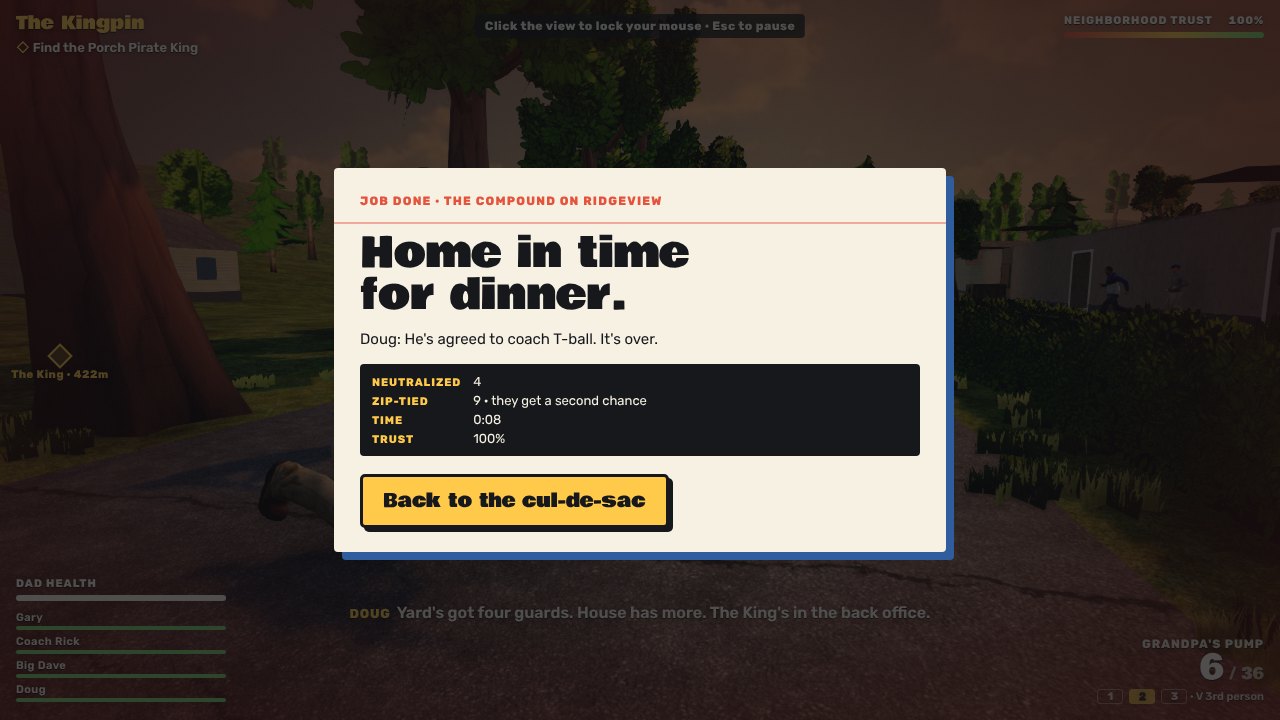 The Kingpin
Find the Porch Pirate King
Click the view to lock your mouse · Esc to pause
NEIGHBORHOOD TRUST 100%
JOB DONE · THE COMPOUND ON RIDGEVIEW
Home in time
for dinner.
Doug: He's agreed to coach T-ball. It's over.
NEUTRALIZED 4
ZIP-TIED 9 · they get a second chance
TIME 0:08
TRUST 100%
Back to the cul-de-sac
The King · 422m
DAD HEALTH
Gary
Coach Rick
Big Dave
Doug
DOUG Yard's got four guards. House has more. The King's in the back office.
GRANDPA'S PUMP
6 / 36
1 2 3 · V 3rd person